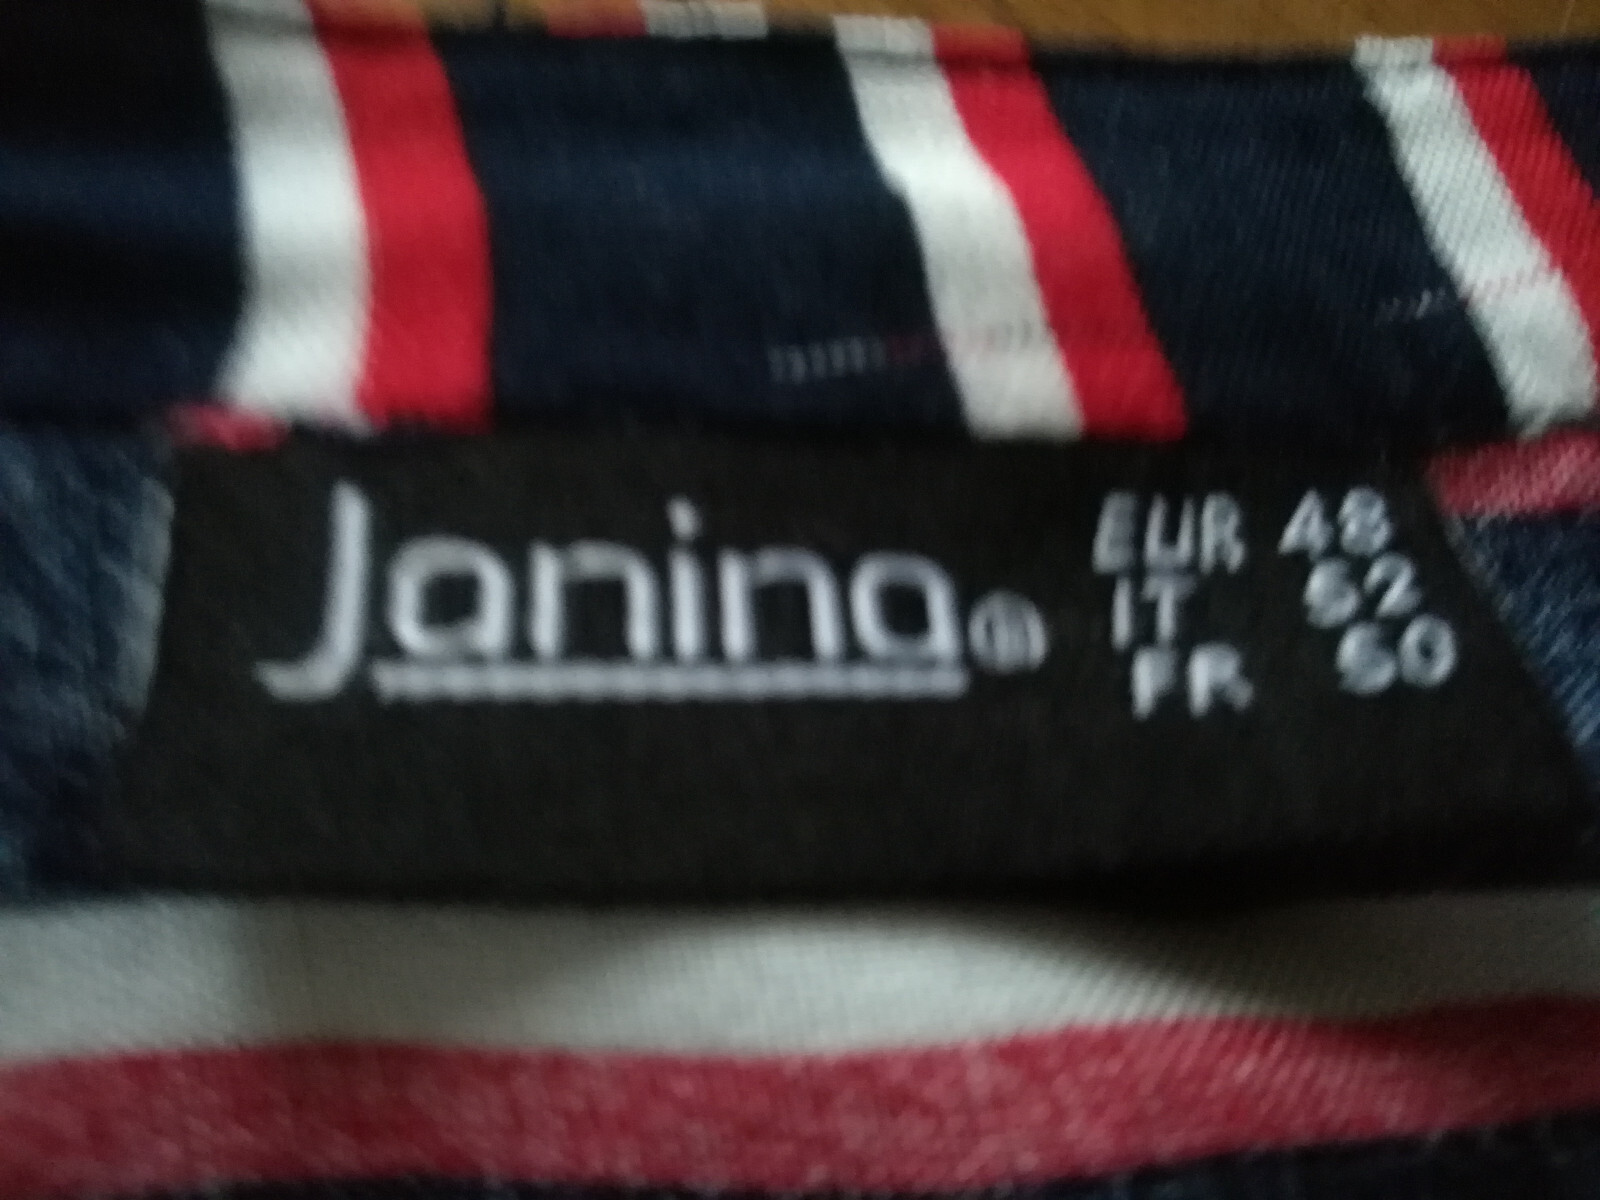 Janina®
EUR 48
IT 52
FR 50